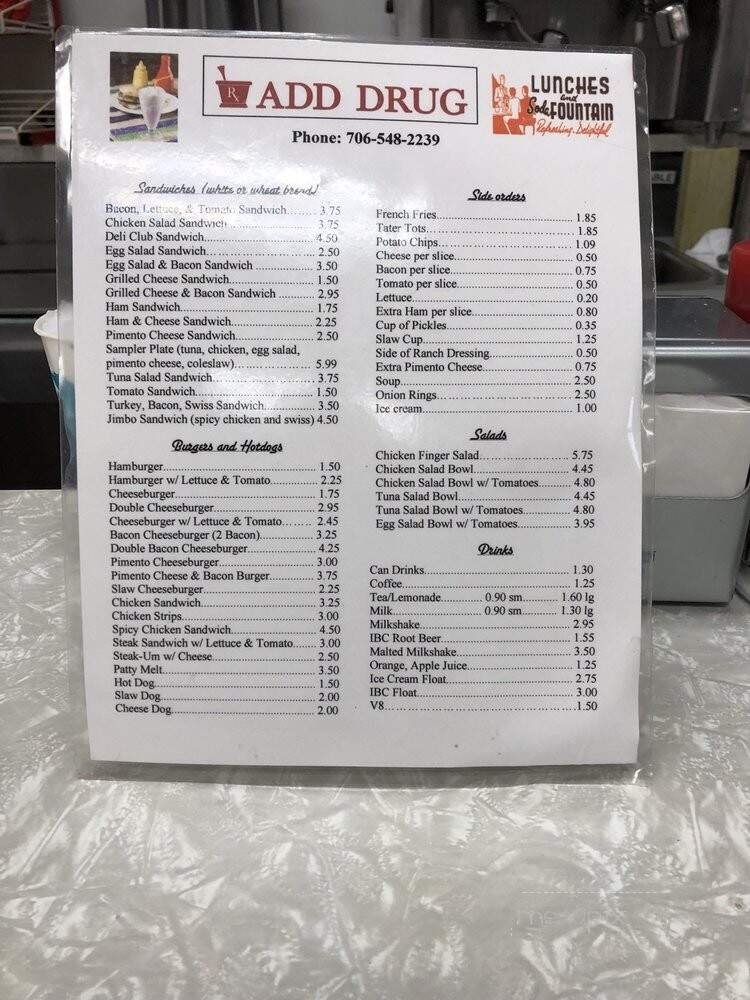 Rx ADD DRUG
LUNCHES
and
Soda FOUNTAIN
Refreshing-Delightful
Phone: 706-548-2239
Sandwiches (white or wheat bread)
Bacon, Lettuce, & Tomato Sandwich........ 3.75
Chicken Salad Sandwich........ 3.75
Deli Club Sandwich........ 4.50
Egg Salad Sandwich........ 2.50
Egg Salad & Bacon Sandwich ........ 3.50
Grilled Cheese Sandwich........ 1.50
Grilled Cheese & Bacon Sandwich ........ 2.95
Ham Sandwich........ 1.75
Ham & Cheese Sandwich........ 2.25
Pimento Cheese Sandwich........ 2.50
Sampler Plate (tuna, chicken, egg salad,
pimento cheese, coleslaw)........ 5.99
Tuna Salad Sandwich........ 3.75
Tomato Sandwich........ 1.50
Turkey, Bacon, Swiss Sandwich........ 3.50
Jimbo Sandwich (spicy chicken and swiss) 4.50
Burgers and Hotdogs
Hamburger........ 1.50
Hamburger w/ Lettuce & Tomato........ 2.25
Cheeseburger........ 1.75
Double Cheeseburger........ 2.95
Cheeseburger w/ Lettuce & Tomato........ 2.45
Bacon Cheeseburger (2 Bacon)........ 3.25
Double Bacon Cheeseburger........ 4.25
Pimento Cheeseburger........ 3.00
Pimento Cheese & Bacon Burger........ 3.75
Slaw Cheeseburger........ 2.25
Chicken Sandwich........ 3.25
Chicken Strips........ 3.00
Spicy Chicken Sandwich........ 4.50
Steak Sandwich w/ Lettuce & Tomato........ 3.00
Steak-Um w/ Cheese........ 2.50
Patty Melt........ 3.50
Hot Dog........ 1.50
Slaw Dog........ 2.00
Cheese Dog........ 2.00
Side orders
French Fries........ 1.85
Tater Tots........ 1.85
Potato Chips........ 1.09
Cheese per slice........ 0.50
Bacon per slice........ 0.75
Tomato per slice........ 0.50
Lettuce........ 0.20
Extra Ham per slice........ 0.80
Cup of Pickles........ 0.35
Slaw Cup........ 1.25
Side of Ranch Dressing........ 0.50
Extra Pimento Cheese........ 0.75
Soup........ 2.50
Onion Rings........ 2.50
Ice cream........ 1.00
Salads
Chicken Finger Salad........ 5.75
Chicken Salad Bowl........ 4.45
Chicken Salad Bowl w/ Tomatoes........ 4.80
Tuna Salad Bowl........ 4.45
Tuna Salad Bowl w/ Tomatoes........ 4.80
Egg Salad Bowl w/ Tomatoes........ 3.95
Drinks
Can Drinks........ 1.30
Coffee........ 1.25
Tea/Lemonade........ 0.90 sm........ 1.60 lg
Milk........ 0.90 sm........ 1.30 lg
Milkshake........ 2.95
IBC Root Beer........ 1.55
Malted Milkshake........ 3.50
Orange, Apple Juice........ 1.25
Ice Cream Float........ 2.75
IBC Float........ 3.00
V8........ 1.50